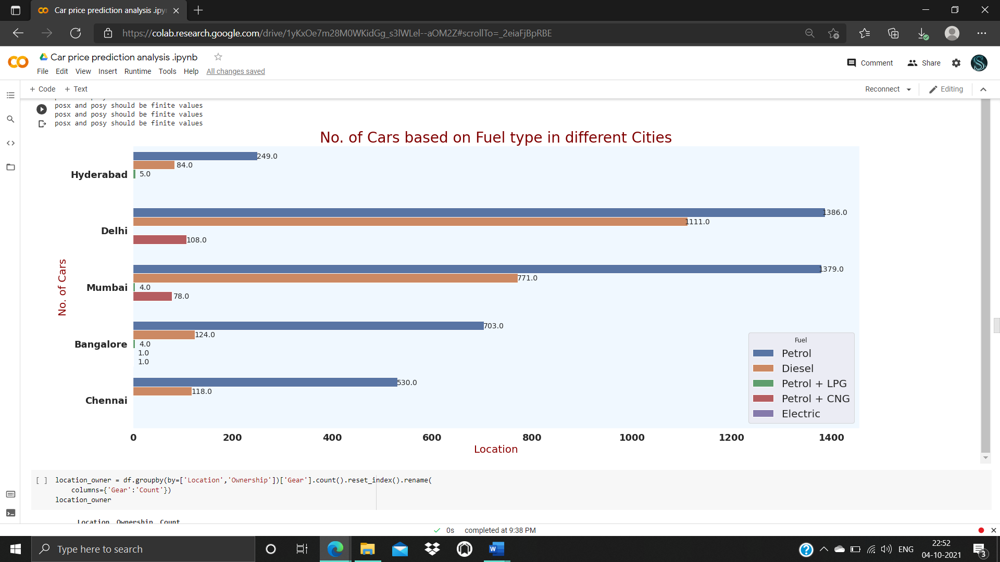 Car price prediction analysis .ipy
https://colab.research.google.com/drive/1yKxOe7m28M0WKidGg_s3lWLel--aOM2Z#scrollTo=_2eiaFjBpRBE
Car price prediction analysis .ipynb
File Edit View Insert Runtime Tools Help All changes saved
Comment Share
+ Code + Text
Reconnect Editing
posx and posy should be finite values
posx and posy should be finite values
posx and posy should be finite values
No. of Cars based on Fuel type in different Cities
249.0
84.0
Hyderabad
5.0
1386.0
1111.0
Delhi
108.0
1379.0
771.0
Mumbai
4.0
78.0
No. of Cars
703.0
124.0
Bangalore
4.0
1.0
1.0
530.0
118.0
Chennai
Fuel
Petrol
Diesel
Petrol + LPG
Petrol + CNG
Electric
0 200 400 600 800 1000 1200 1400
Location
[ ] location_owner = df.groupby(by=['Location','Ownership'])['Gear'].count().reset_index().rename(
columns={'Gear':'Count'})
location_owner
Location Ownership Count
0s completed at 9:38 PM
Type here to search
ENG
22:52
04-10-2021
3